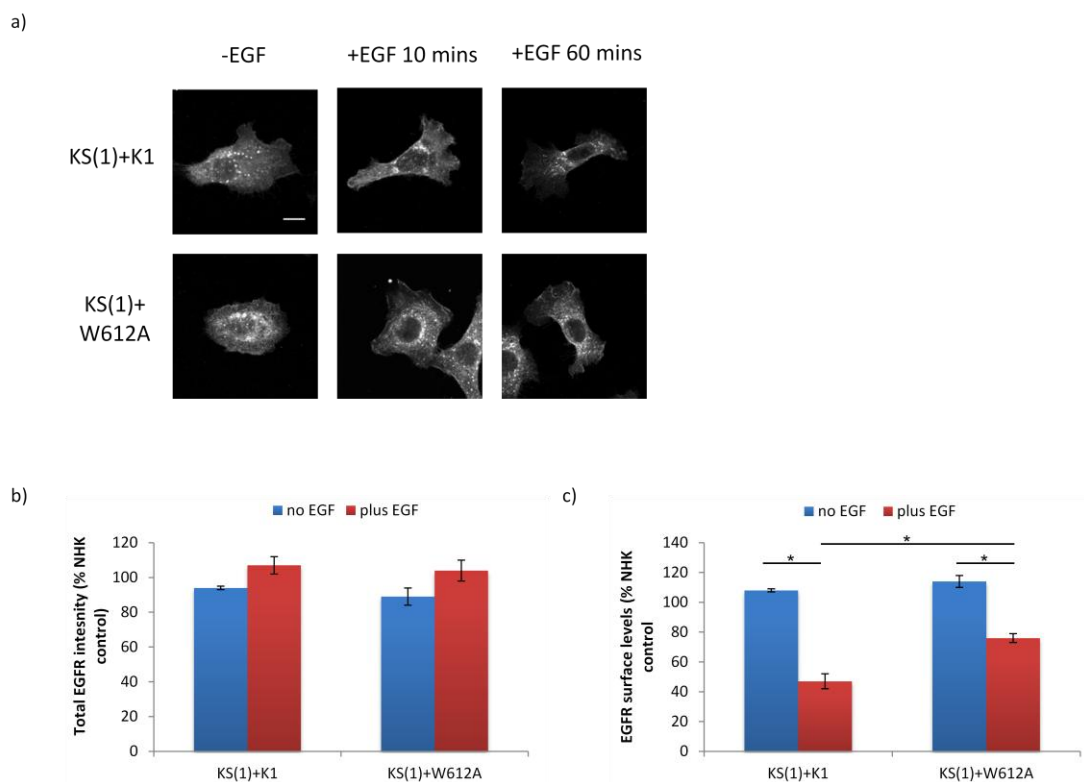 a)
-EGF
+EGF 10 mins
+EGF 60 mins
KS(1)+K1
KS(1)+
W612A
b)
no EGF
plus EGF
Total EGFR intesnity (% NHK
control)
120
100
80
60
40
20
0
KS(1)+K1
KS(1)+W612A
c)
no EGF
plus EGF
EGFR surface levels (% NHK
control
140
120
100
80
60
40
20
0
*
*
*
KS(1)+K1
KS(1)+W612A